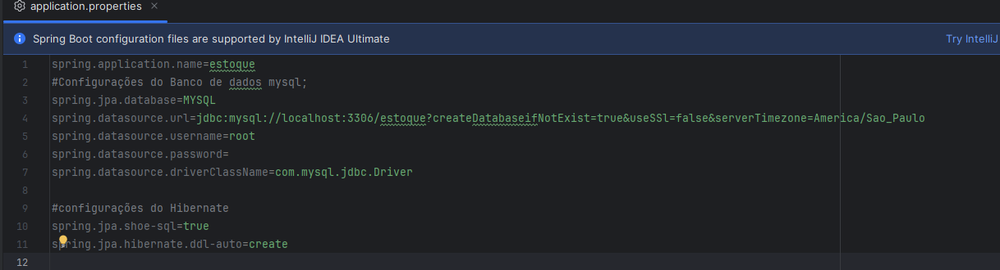 application.properties
Spring Boot configuration files are supported by IntelliJ IDEA Ultimate Try IntelliJ
1 spring.application.name=estoque
2 #Configurações do Banco de dados mysql;
3 spring.jpa.database=MYSQL
4 spring.datasource.url=jdbc:mysql://localhost:3306/estoque?createDatabaseifNotExist=true&useSSl=false&serverTimezone=America/Sao_Paulo
5 spring.datasource.username=root
6 spring.datasource.password=
7 spring.datasource.driverClassName=com.mysql.jdbc.Driver
8
9 #configurações do Hibernate
10 spring.jpa.shoe-sql=true
11 spring.jpa.hibernate.ddl-auto=create
12